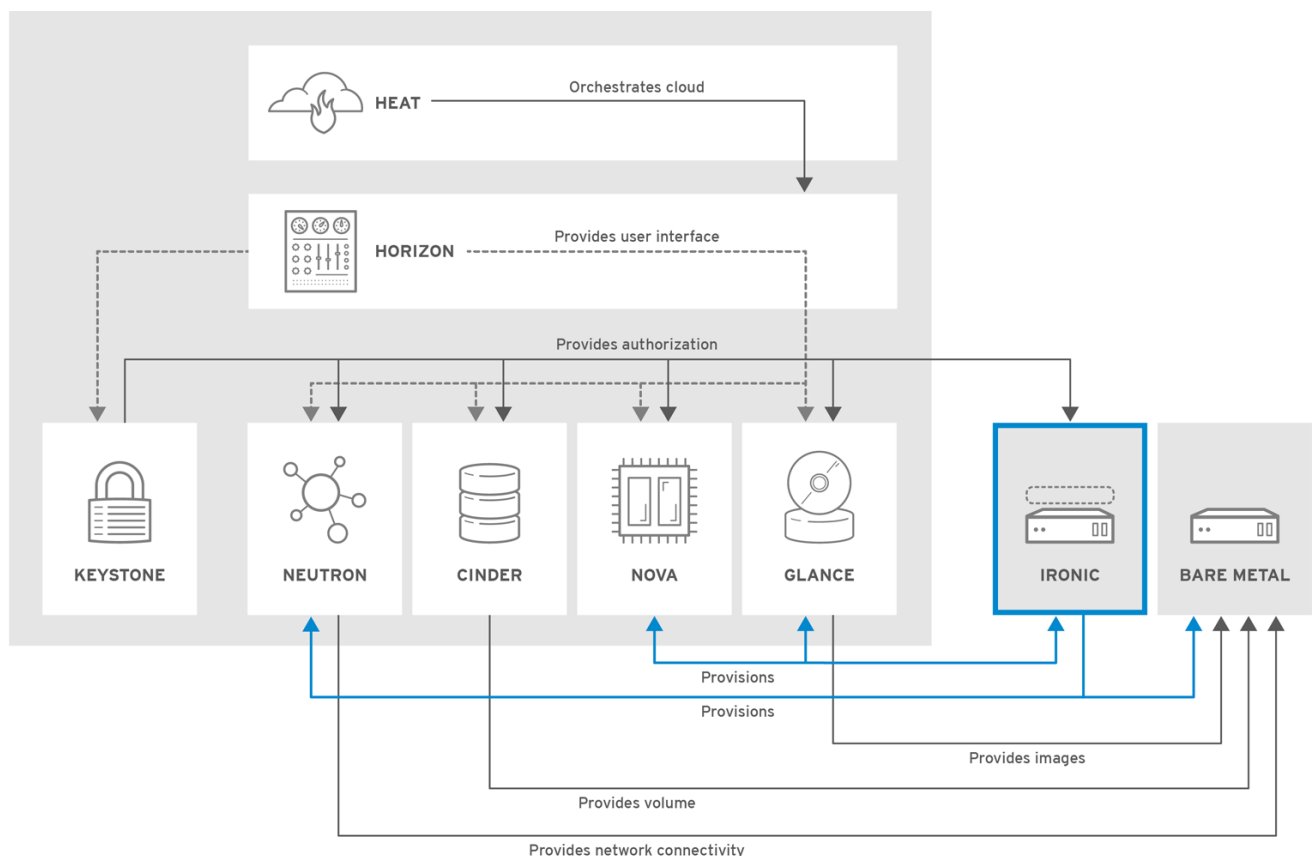 HEAT
Orchestrates cloud
HORIZON
Provides user interface
Provides authorization
KEYSTONE
NEUTRON
CINDER
NOVA
GLANCE
IRONIC
BARE METAL
Provisions
Provisions
Provides images
Provides volume
Provides network connectivity